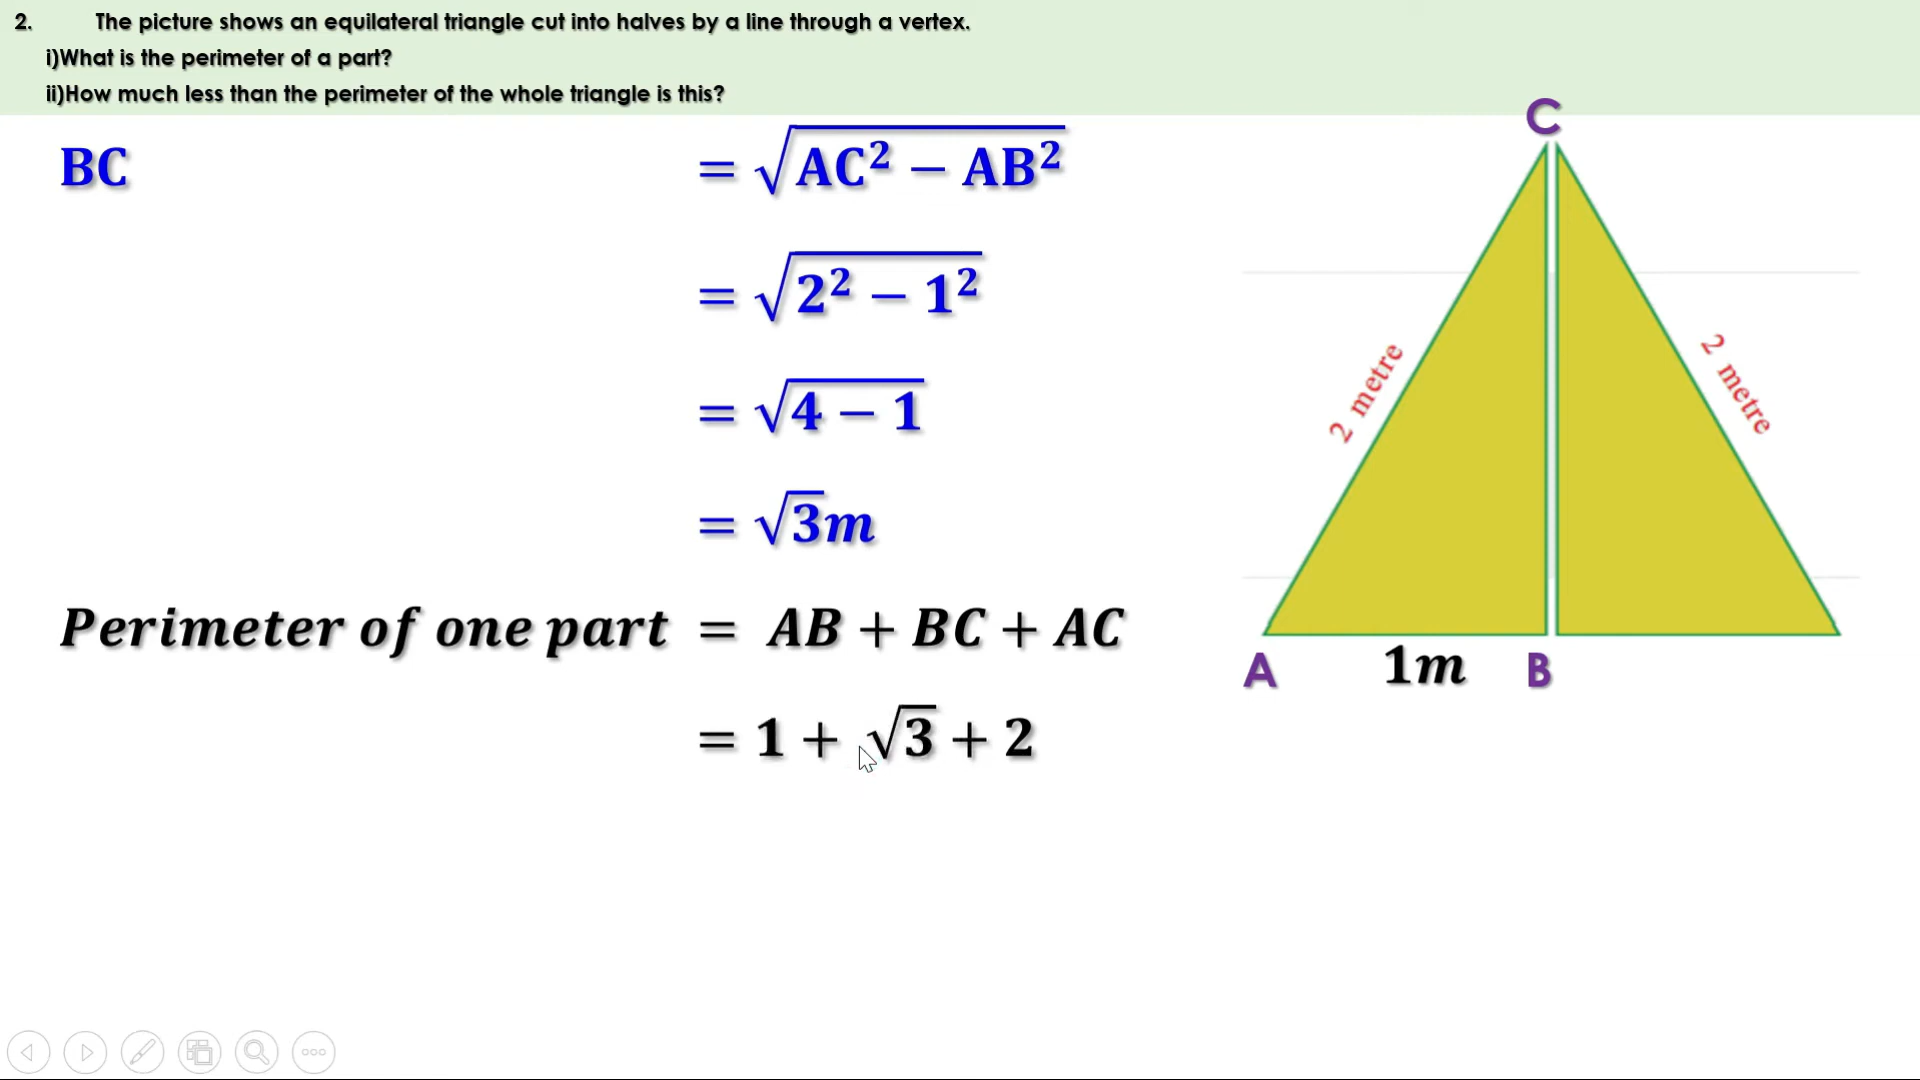 2. The picture shows an equilateral triangle cut into halves by a line through a vertex.
i)What is the perimeter of a part?
ii)How much less than the perimeter of the whole triangle is this?
BC = √(AC² − AB²)
= √(2² − 1²)
= √(4 − 1)
= √3m
Perimeter of one part = AB + BC + AC
= 1 + √3 + 2
C
2 metre
2 metre
A 1m B